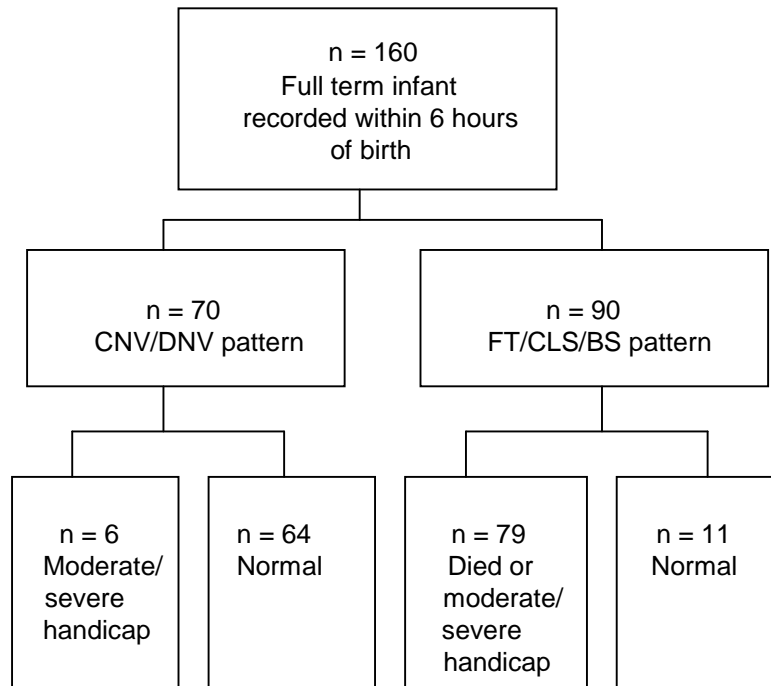 n = 160
Full term infant
recorded within 6 hours
of birth
n = 70
CNV/DNV pattern
n = 90
FT/CLS/BS pattern
n = 6
Moderate/
severe
handicap
n = 64
Normal
n = 79
Died or
moderate/
severe
handicap
n = 11
Normal